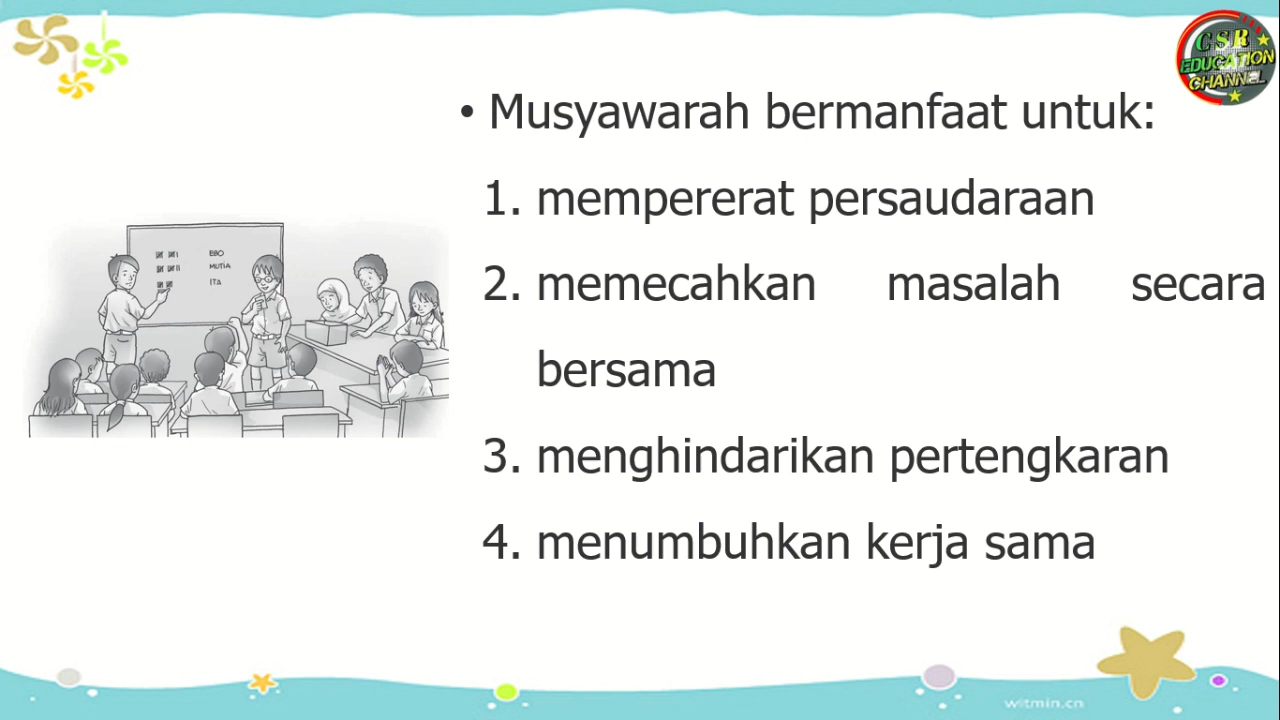 CSR
EDUCATION
CHANNEL
• Musyawarah bermanfaat untuk:
1. mempererat persaudaraan
2. memecahkan masalah secara
bersama
3. menghindarikan pertengkaran
4. menumbuhkan kerja sama
EBO
MUTIA
ITA
witmin.cn